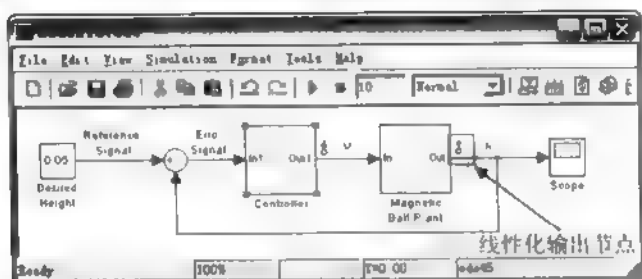 File Edit View Simulation Format Tools Help
10
Normal
Reference Signal
Error Signal
0.05
Desired Height
In1
Out1
Controller
In
Out
Magnetic Ball Plant
h
Scope
线性化输出节点
Ready
100%
T=0.00
ode45